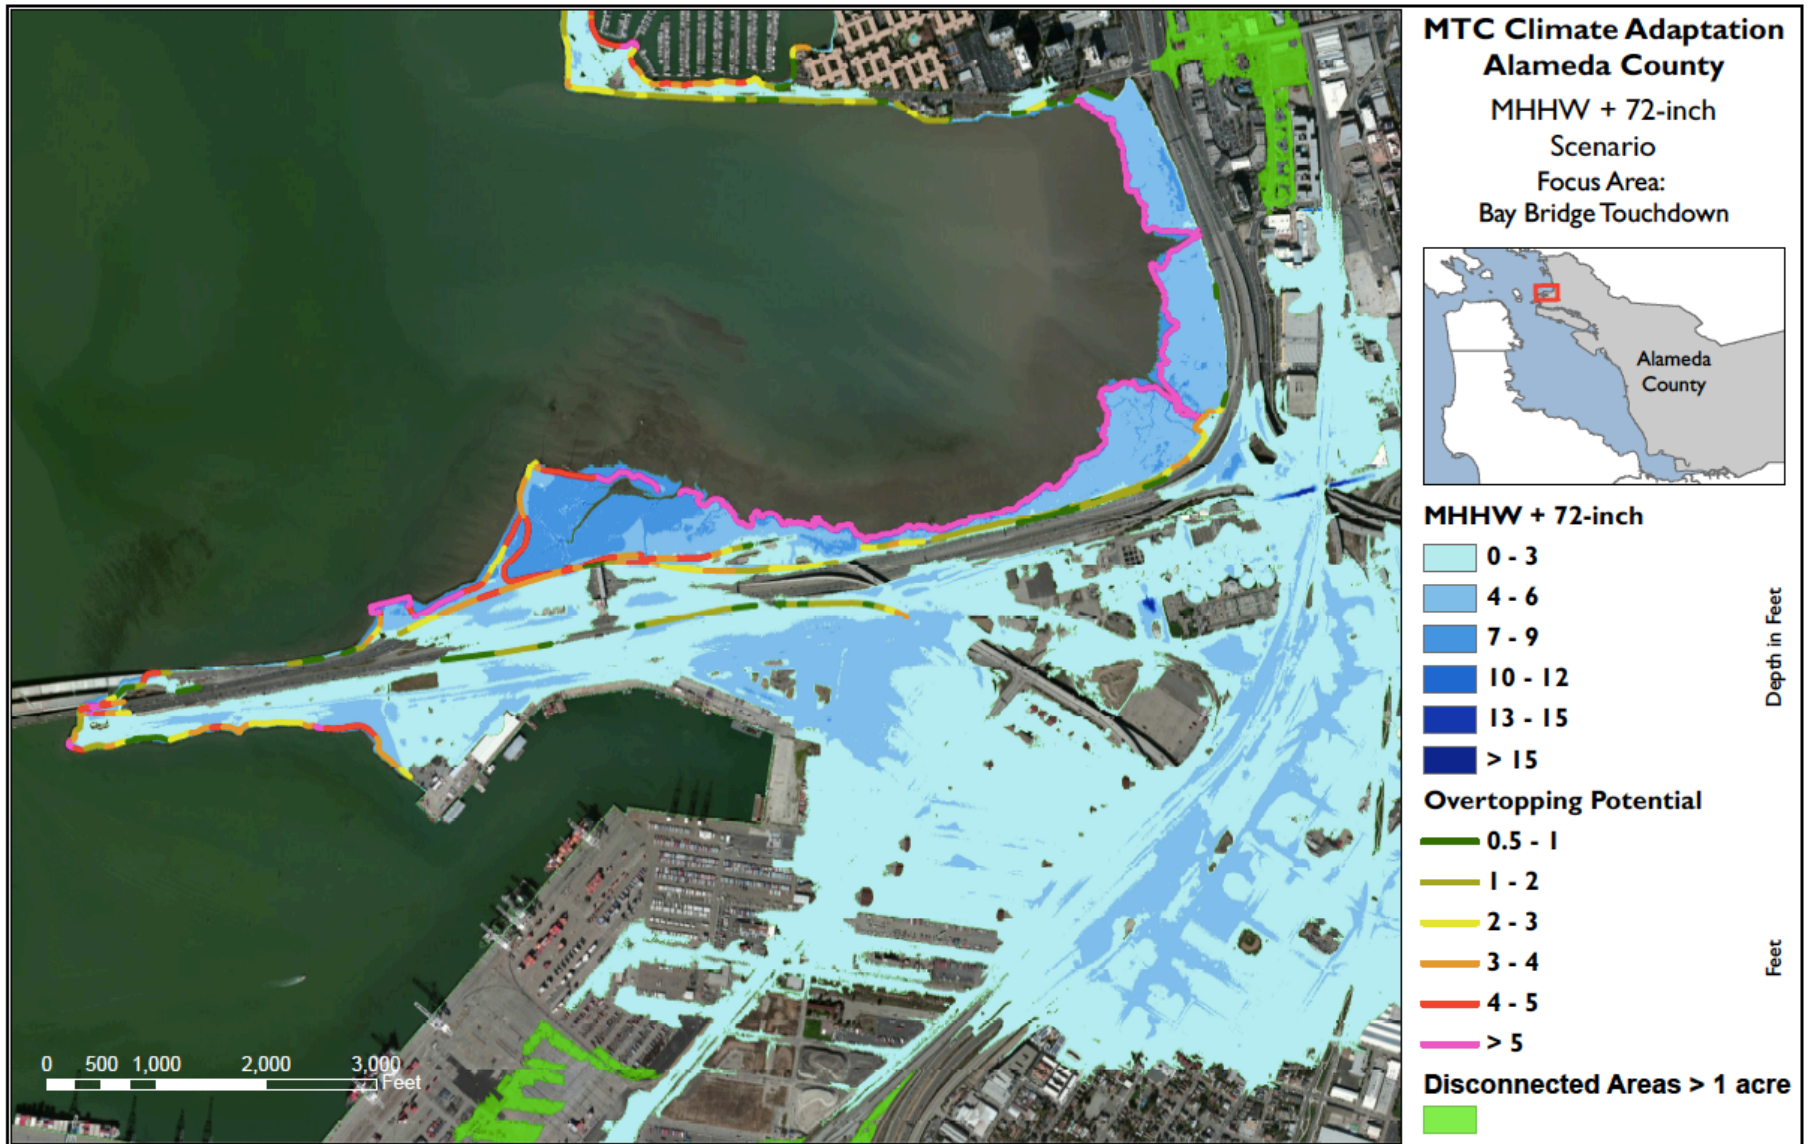 MTC Climate Adaptation
Alameda County
MHHW + 72-inch
Scenario
Focus Area:
Bay Bridge Touchdown
Alameda
County
MHHW + 72-inch
0 - 3
4 - 6
7 - 9
10 - 12
13 - 15
> 15
Depth in Feet
Overtopping Potential
0.5 - 1
1 - 2
2 - 3
3 - 4
4 - 5
> 5
Feet
Disconnected Areas > 1 acre
0 500 1,000 2,000 3,000
Feet